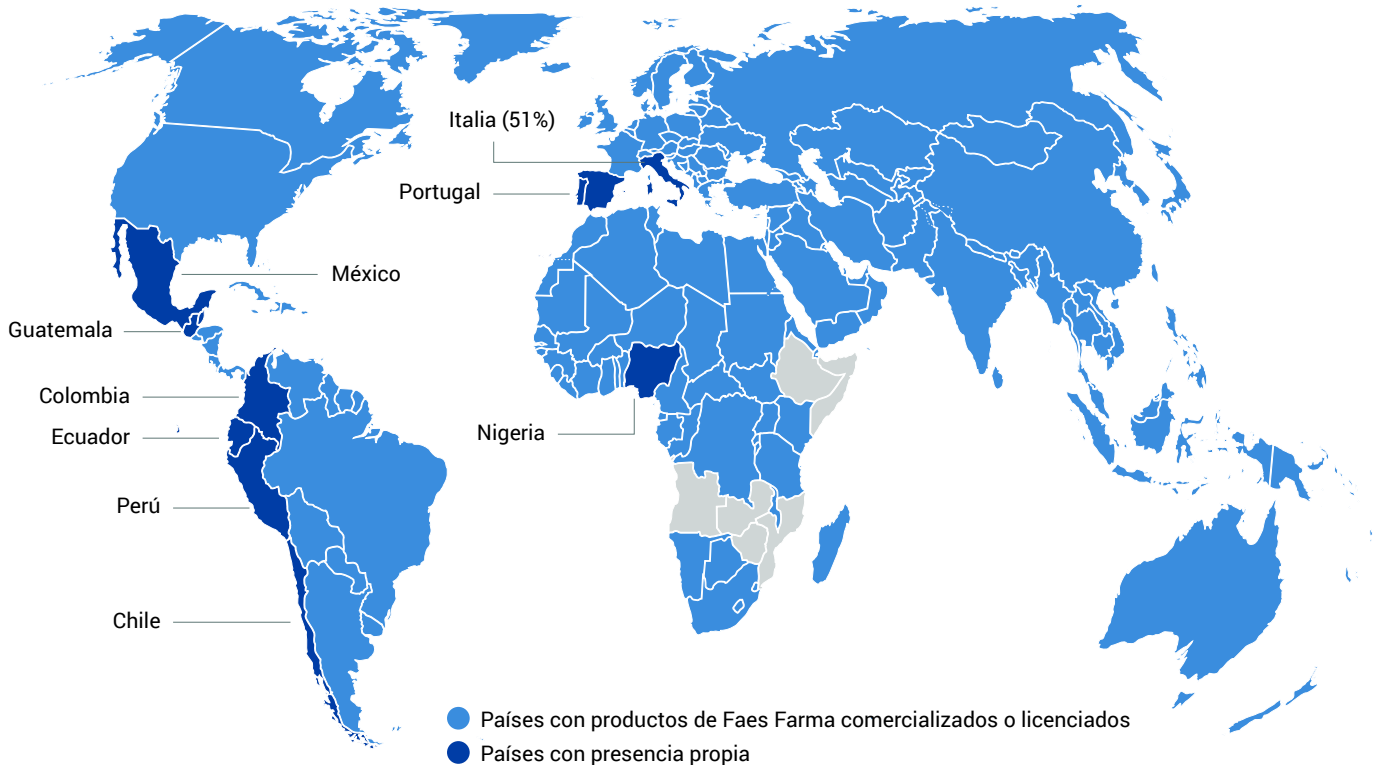 Italia (51%)
Portugal
México
Guatemala
Colombia
Ecuador
Nigeria
Perú
Chile
Países con productos de Faes Farma comercializados o licenciados
Países con presencia propia